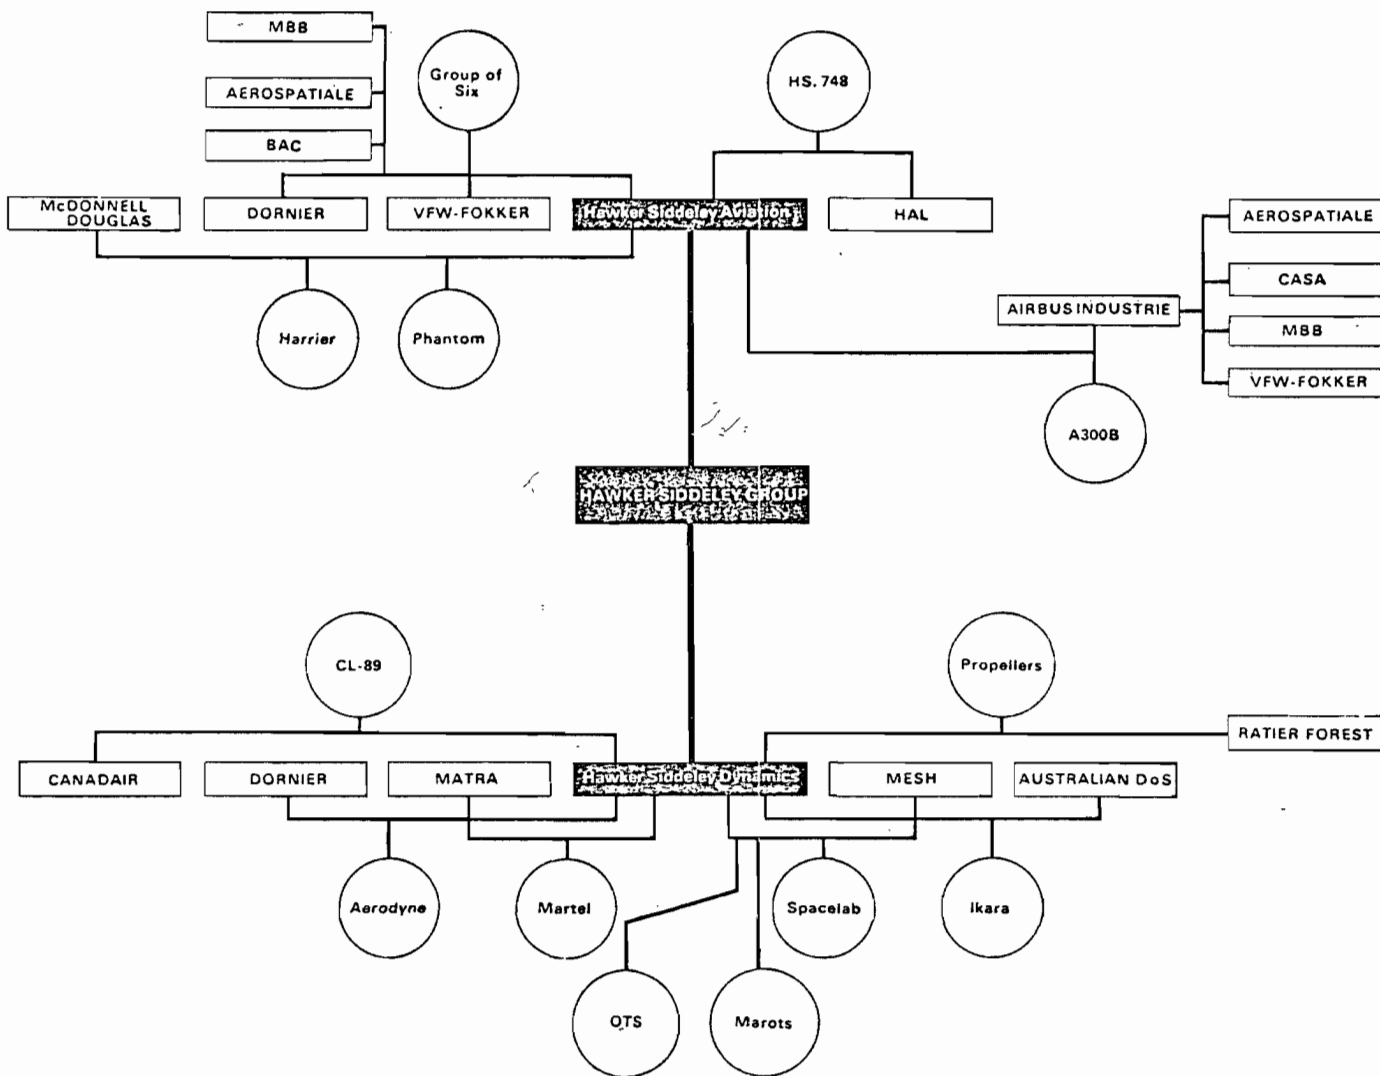 MBB
AEROSPATIALE
BAC
Group of
Six
HS. 748
McDONNELL
DOUGLAS
DORNIER
VFW-FOKKER
Hawker Siddeley Aviation
HAL
AEROSPATIALE
CASA
AIRBUS INDUSTRIE
MBB
VFW-FOKKER
Harrier
Phantom
A300B
HAWKER SIDDELEY GROUP
CL-89
Propellers
RATIER FOREST
CANADAIR
DORNIER
MATRA
Hawker Siddeley Dynamics
MESH
AUSTRALIAN DoS
Aerodyne
Martel
Spacelab
Ikara
OTS
Marots